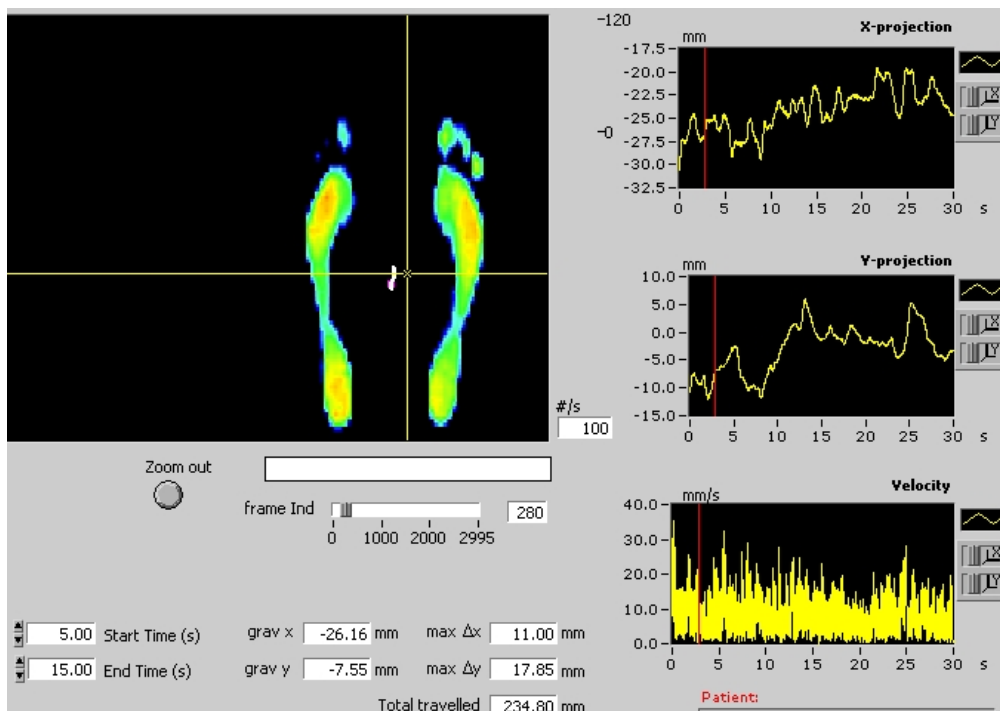 -120
-0
X-projection
mm
-17.5
-20.0
-22.5
-25.0
-27.5
-30.0
-32.5
0 5 10 15 20 25 30 s
X
Y
Y-projection
mm
10.0
5.0
0.0
-5.0
-10.0
-15.0
0 5 10 15 20 25 30 s
X
Y
#/s
100
Zoom out
frame Ind
280
0 1000 2000 2995
Velocity
mm/s
40.0
30.0
20.0
10.0
0.0
0 5 10 15 20 25 30 s
X
Y
5.00 Start Time (s) grav x -26.16 mm max Δx 11.00 mm
15.00 End Time (s) grav y -7.55 mm max Δy 17.85 mm
Total travelled 234.80 mm
Patient: